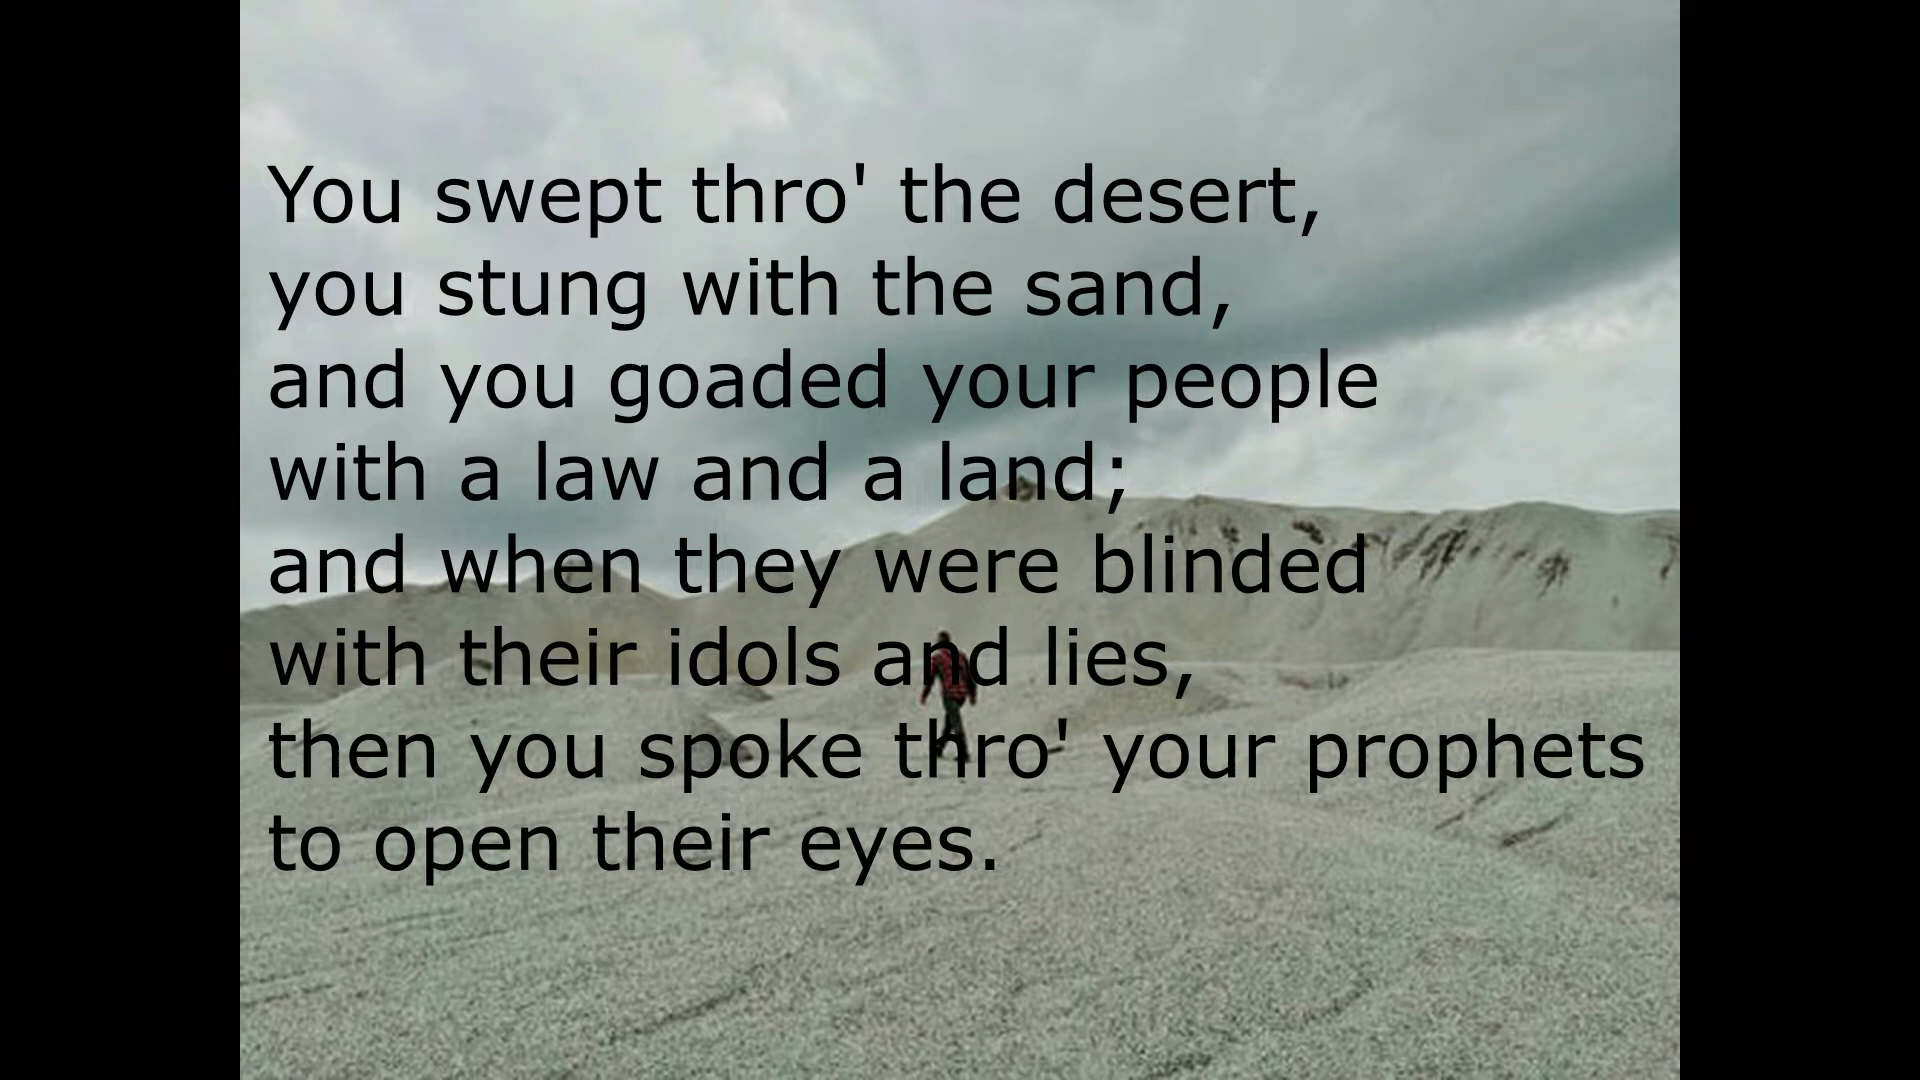 You swept thro' the desert,
you stung with the sand,
and you goaded your people
with a law and a land;
and when they were blinded
with their idols and lies,
then you spoke thro' your prophets
to open their eyes.